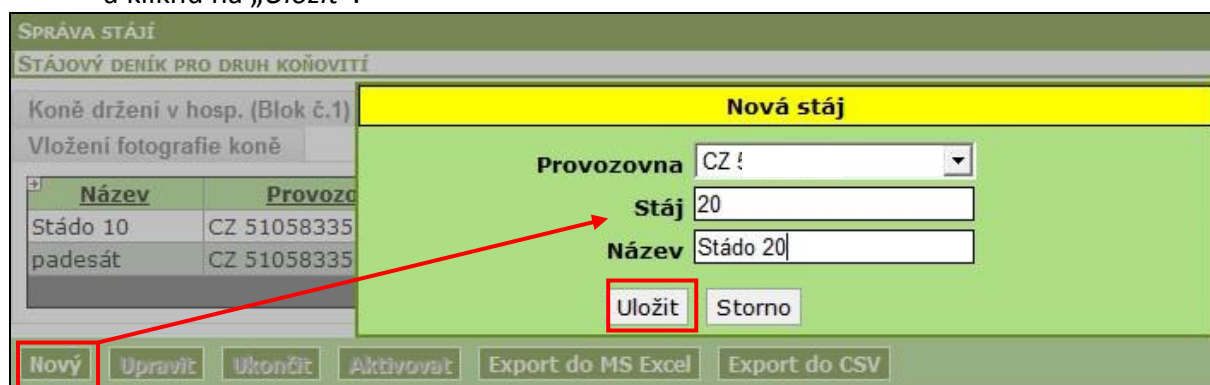 a kliknu na „Uložit“.
SPRÁVA STÁJÍ
STÁJOVÝ DENÍK PRO DRUH KOŇOVITÍ
Koně drženi v hosp. (Blok č.1)
Vložení fotografie koně
Název Provozo
Stádo 10 CZ 51058335
padesát CZ 51058335
Nová stáj
Provozovna CZ
Stáj 20
Název Stádo 20
Uložit Storno
Nový Upravit Ukončit Aktivovat Export do MS Excel Export do CSV